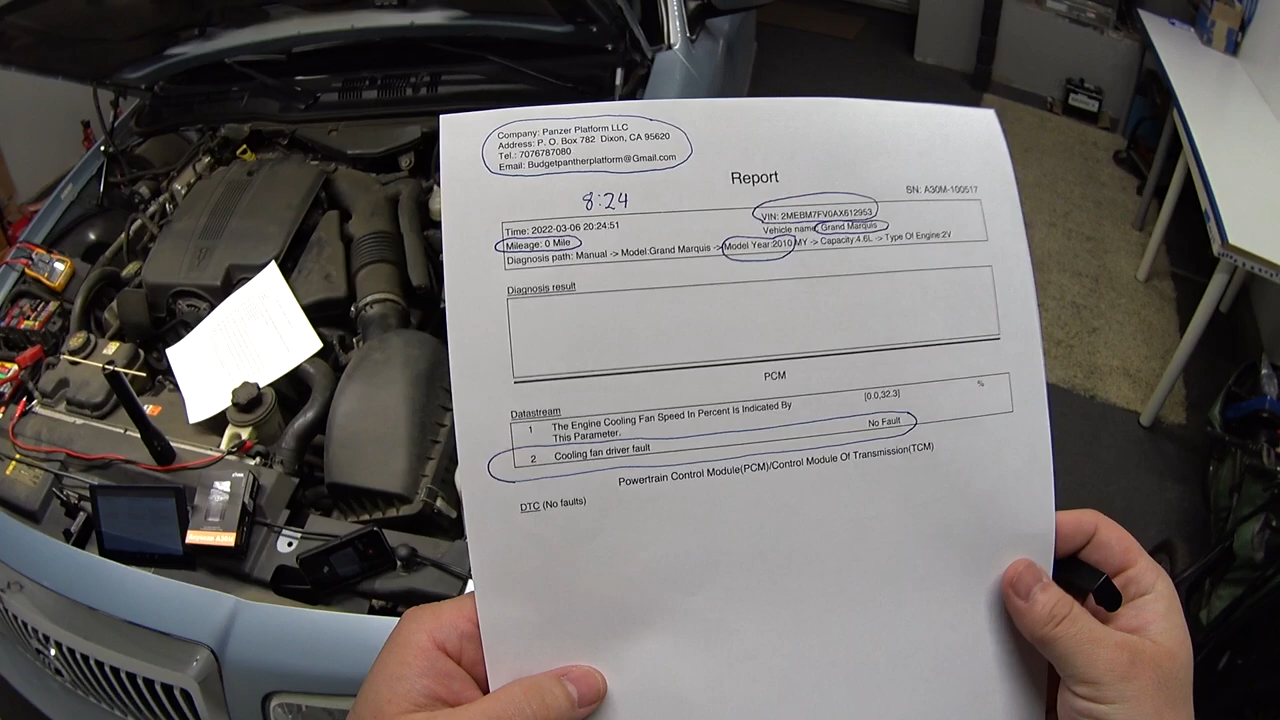 Company: Panzer Platform LLC
Address: P. O. Box 782 Dixon, CA 95620
Tel.: 7076787080
Email: Budgetpantherplatform@Gmail.com
Report
SN: A30M-100517
8:24
Time: 2022-03-06 20:24:51
VIN: 2MEBM7FV0AX612953
Mileage: 0 Mile
Vehicle name Grand Marquis
Diagnosis path: Manual -> Model:Grand Marquis -> Model Year:2010 MY -> Capacity:4.6L -> Type Of Engine:2V
Diagnosis result
PCM
Datastream
1 The Engine Cooling Fan Speed In Percent Is Indicated By This Parameter. [0.0,32.3] %
2 Cooling fan driver fault No Fault
Powertrain Control Module(PCM)/Control Module Of Transmission(TCM)
DTC (No faults)